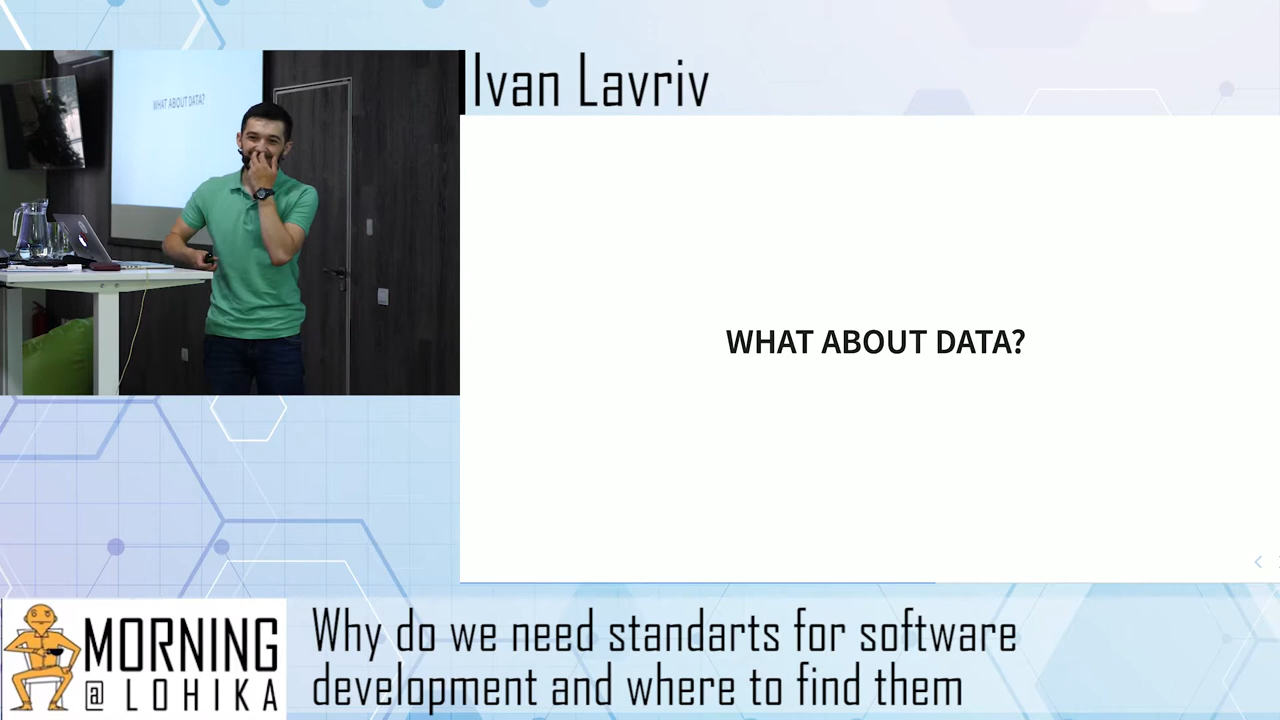 Ivan Lavriv
WHAT ABOUT DATA?
WHAT ABOUT DATA?
MORNING
@ LOHIKA
Why do we need standarts for software
development and where to find them